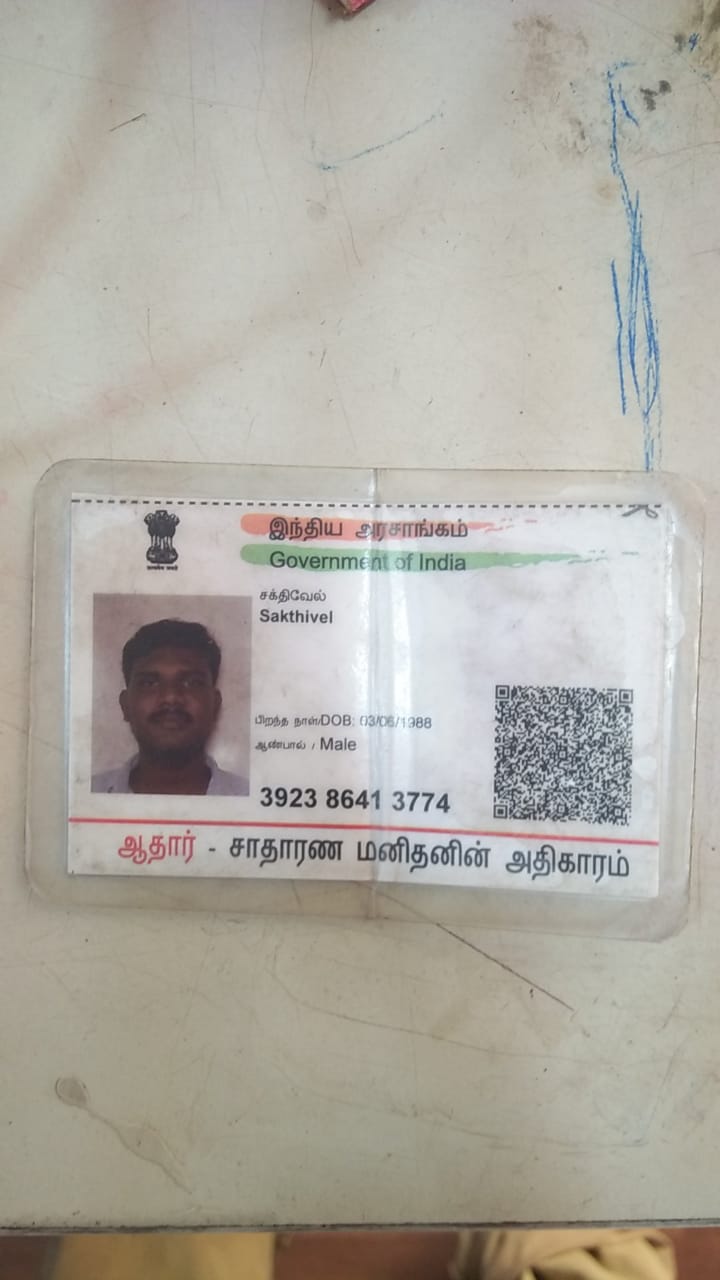 இந்திய அரசாங்கம்
Government of India
சக்திவேல்
Sakthivel
பிறந்த நாள்/DOB: 03/06/1988
ஆண்பால் / Male
3923 8641 3774
ஆதார் - சாதாரண மனிதனின் அதிகாரம்